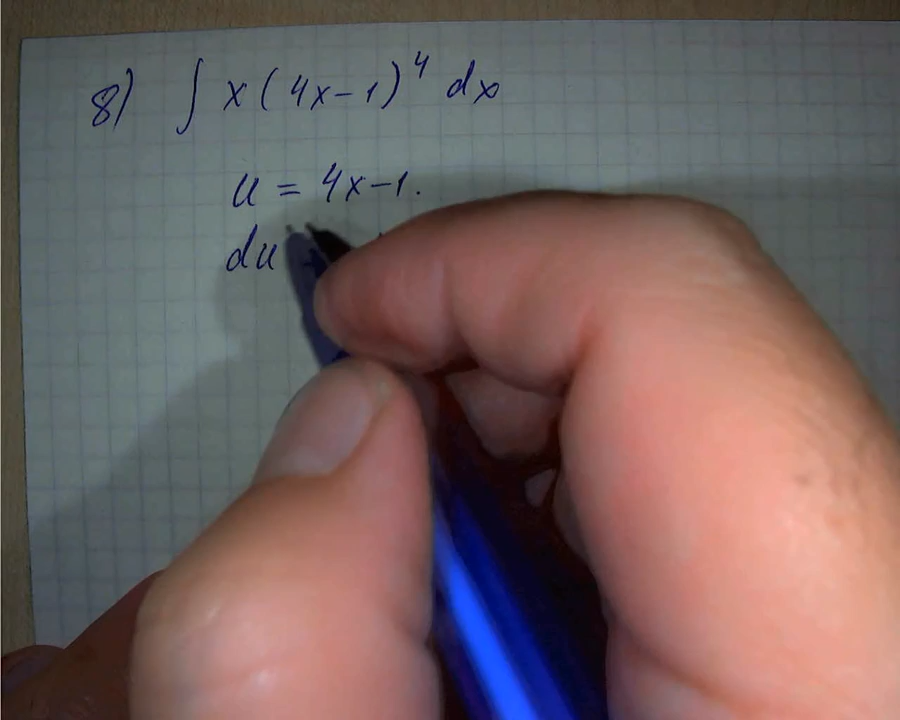 8) ∫ x(4x-1)⁴ dx
u = 4x-1.
du